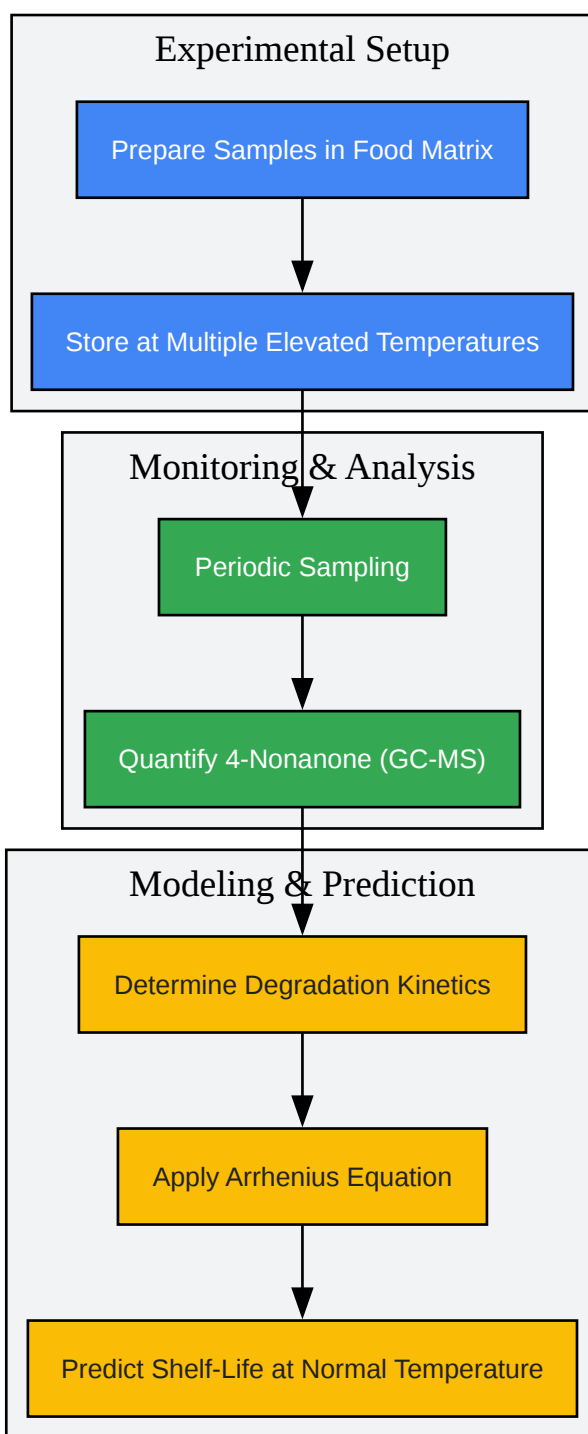 Experimental Setup
Prepare Samples in Food Matrix
Store at Multiple Elevated Temperatures
Monitoring & Analysis
Periodic Sampling
Quantify 4-Nonanone (GC-MS)
Modeling & Prediction
Determine Degradation Kinetics
Apply Arrhenius Equation
Predict Shelf-Life at Normal Temperature